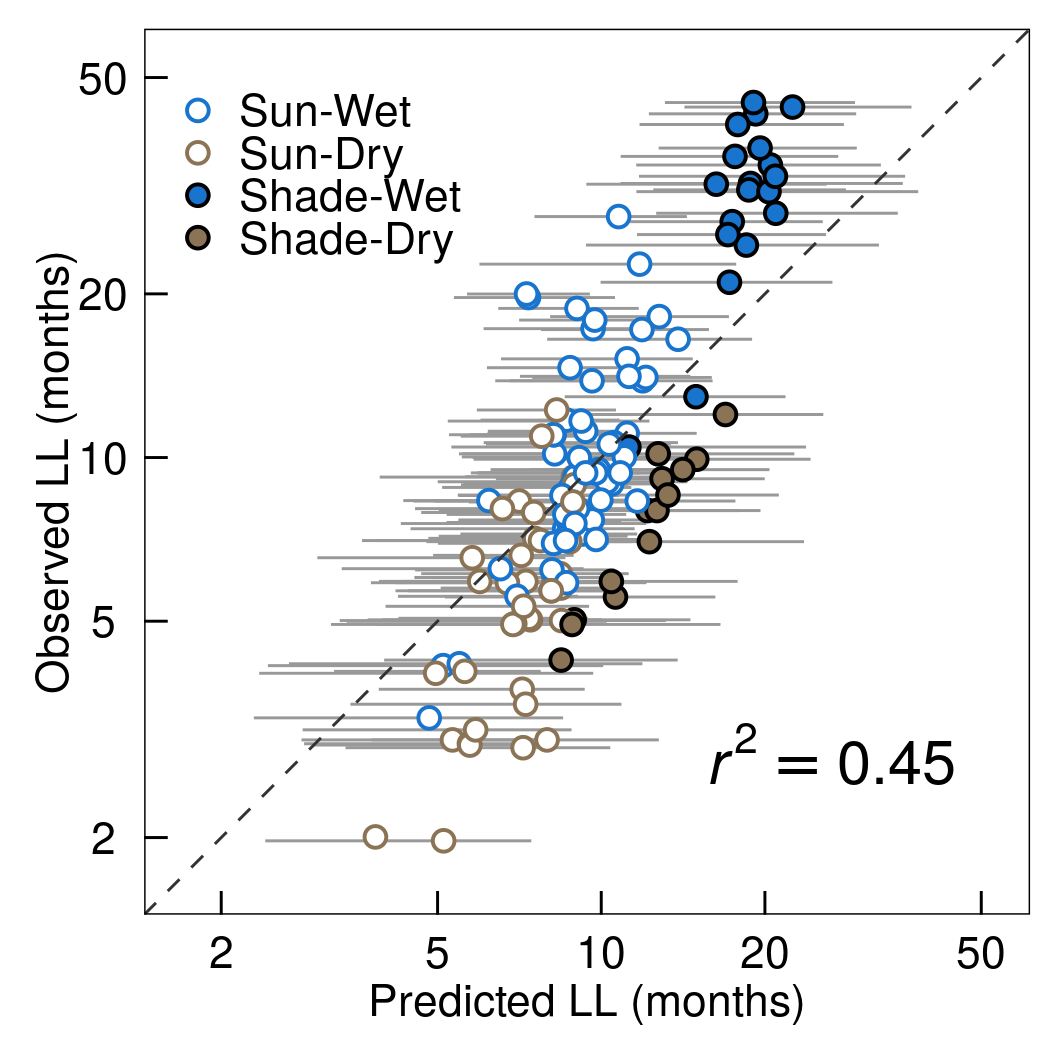 50
20
10
5
2
Observed LL (months)
Sun-Wet
Sun-Dry
Shade-Wet
Shade-Dry
r² = 0.45
2 5 10 20 50
Predicted LL (months)